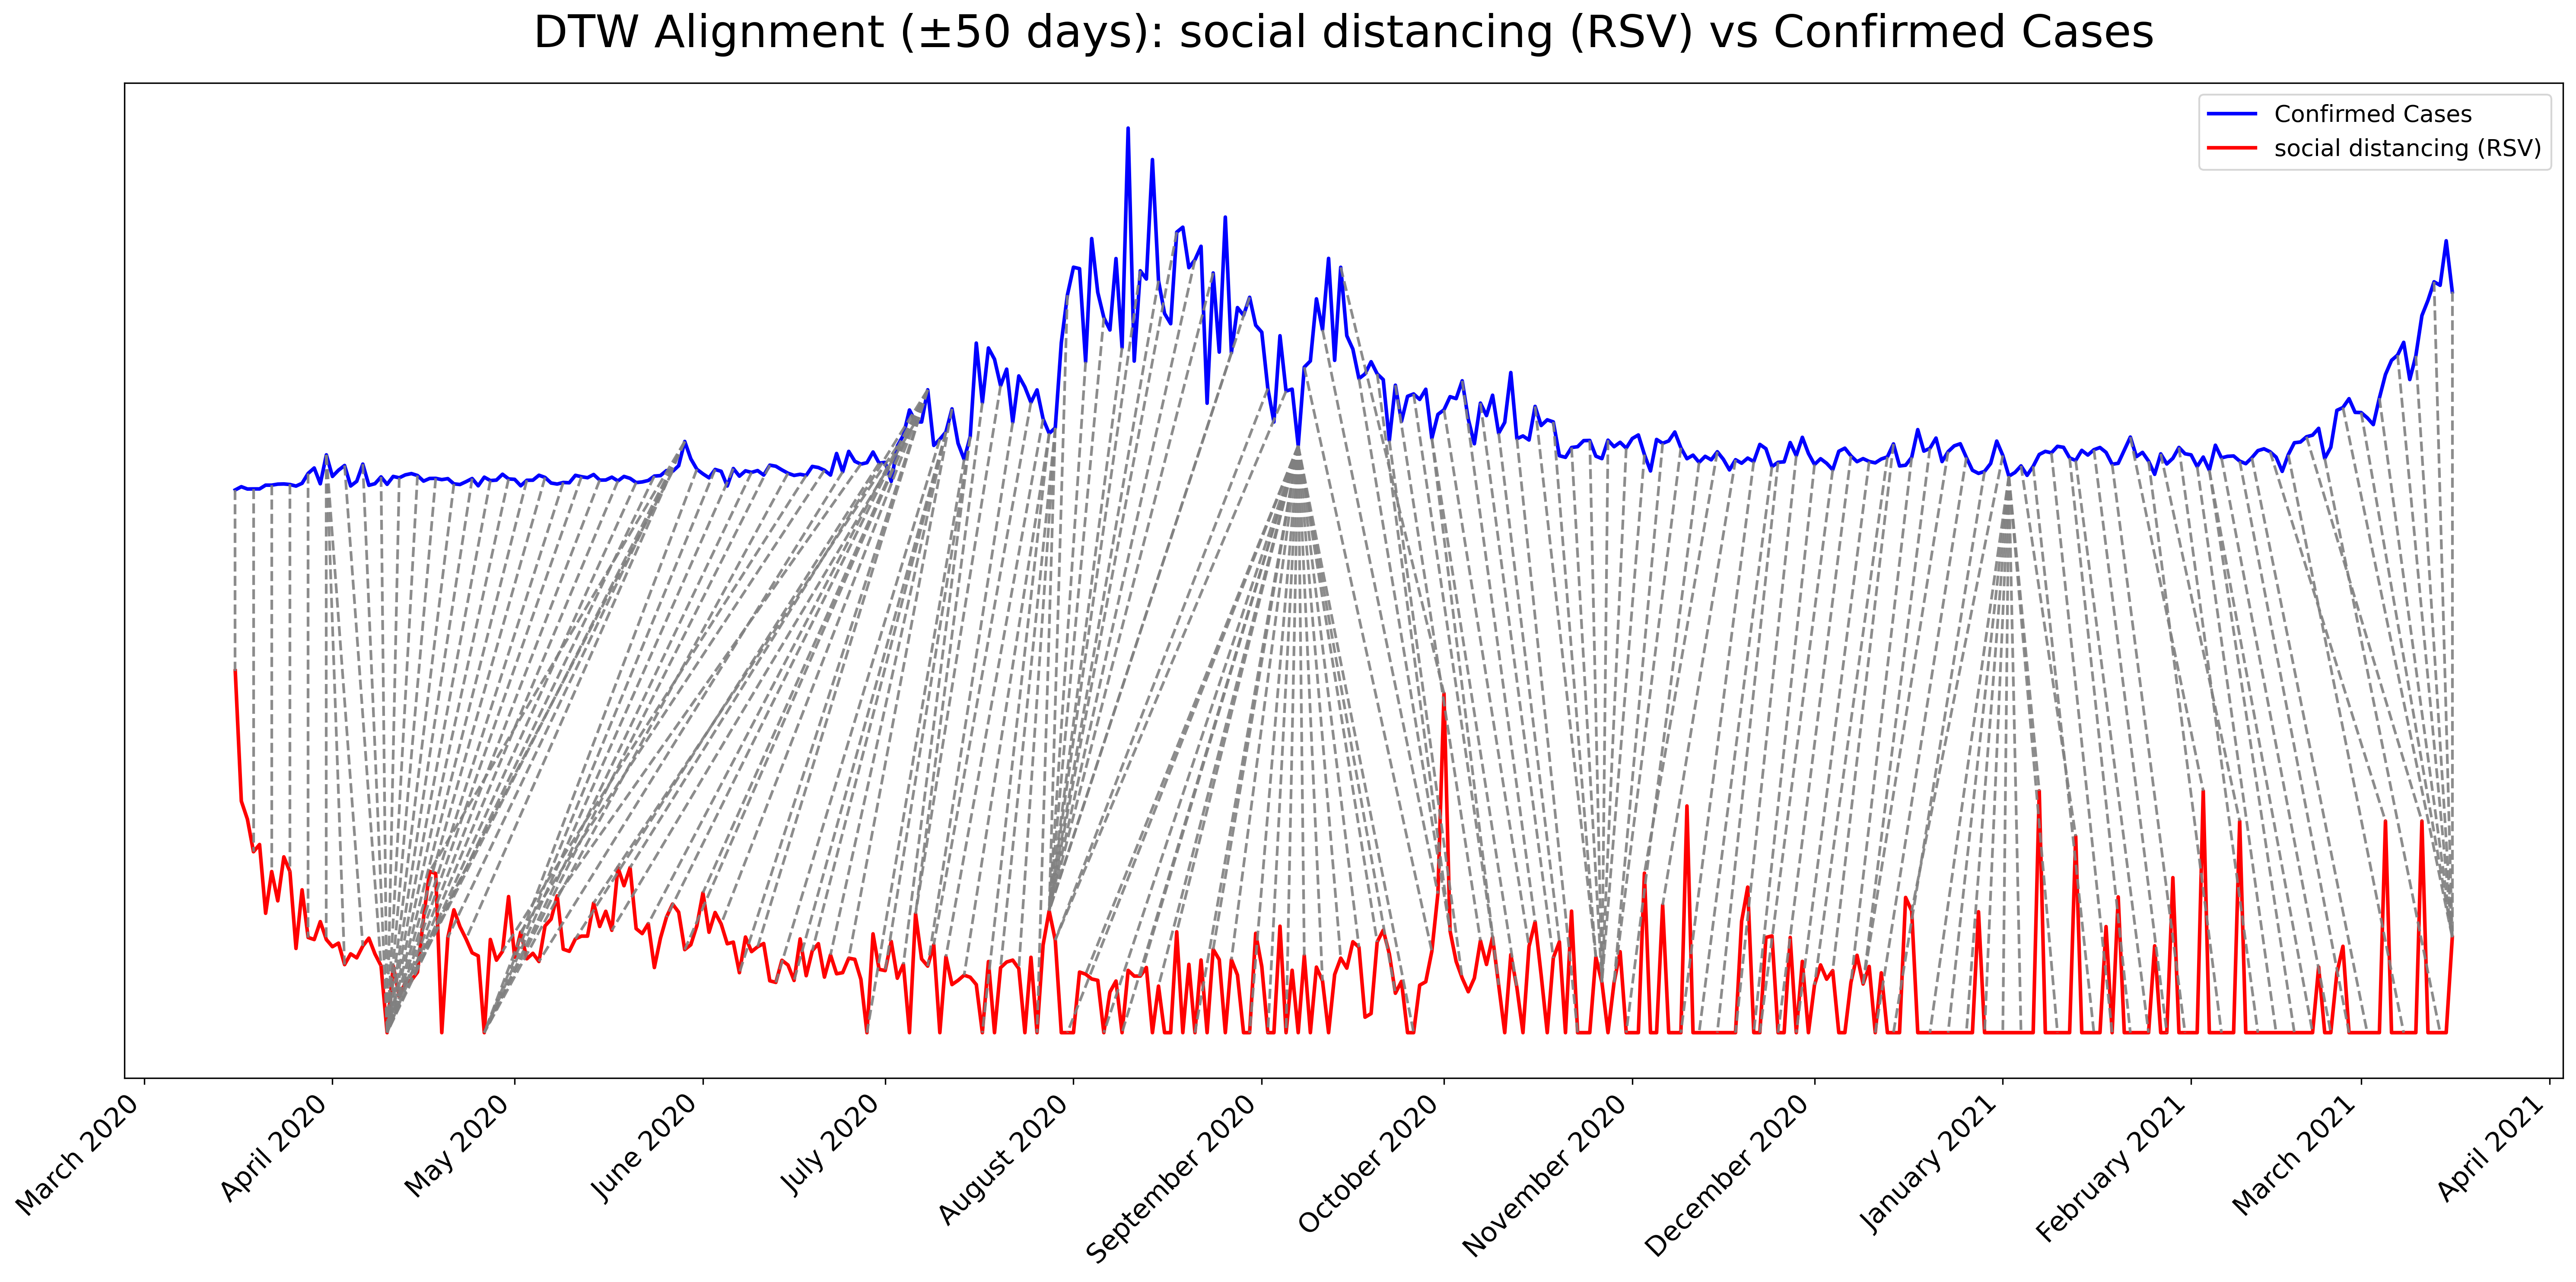 DTW Alignment (±50 days): social distancing (RSV) vs Confirmed Cases
Confirmed Cases
social distancing (RSV)
March 2020
April 2020
May 2020
June 2020
July 2020
August 2020
September 2020
October 2020
November 2020
December 2020
January 2021
February 2021
March 2021
April 2021